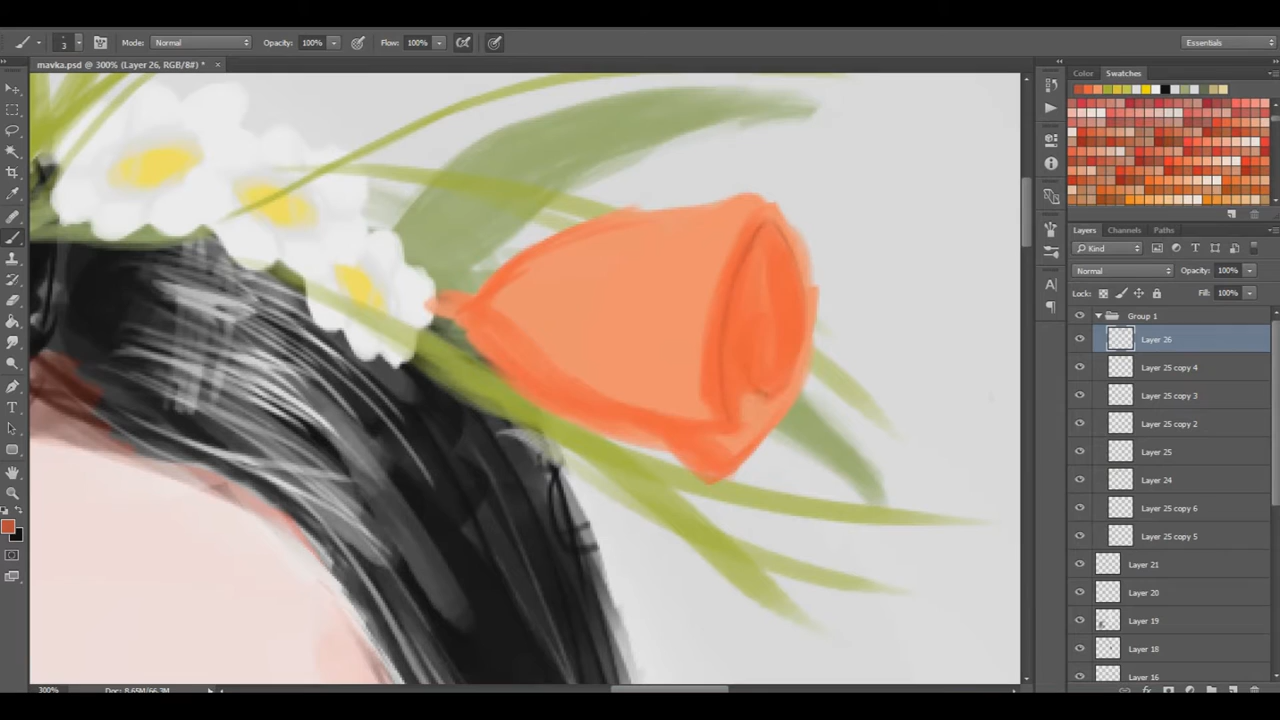 3 Mode: Normal Opacity: 100% Flow: 100% Essentials
mavka.psd @ 300% (Layer 26, RGB/8#) * ×
Color Swatches
Layers Channels Paths
Kind
Normal Opacity: 100%
Lock: Fill: 100%
Group 1
Layer 26
Layer 25 copy 4
Layer 25 copy 3
Layer 25 copy 2
Layer 25
Layer 24
Layer 25 copy 6
Layer 25 copy 5
Layer 21
Layer 20
Layer 19
Layer 18
Layer 16
300% Doc: 8.65M/66.3M